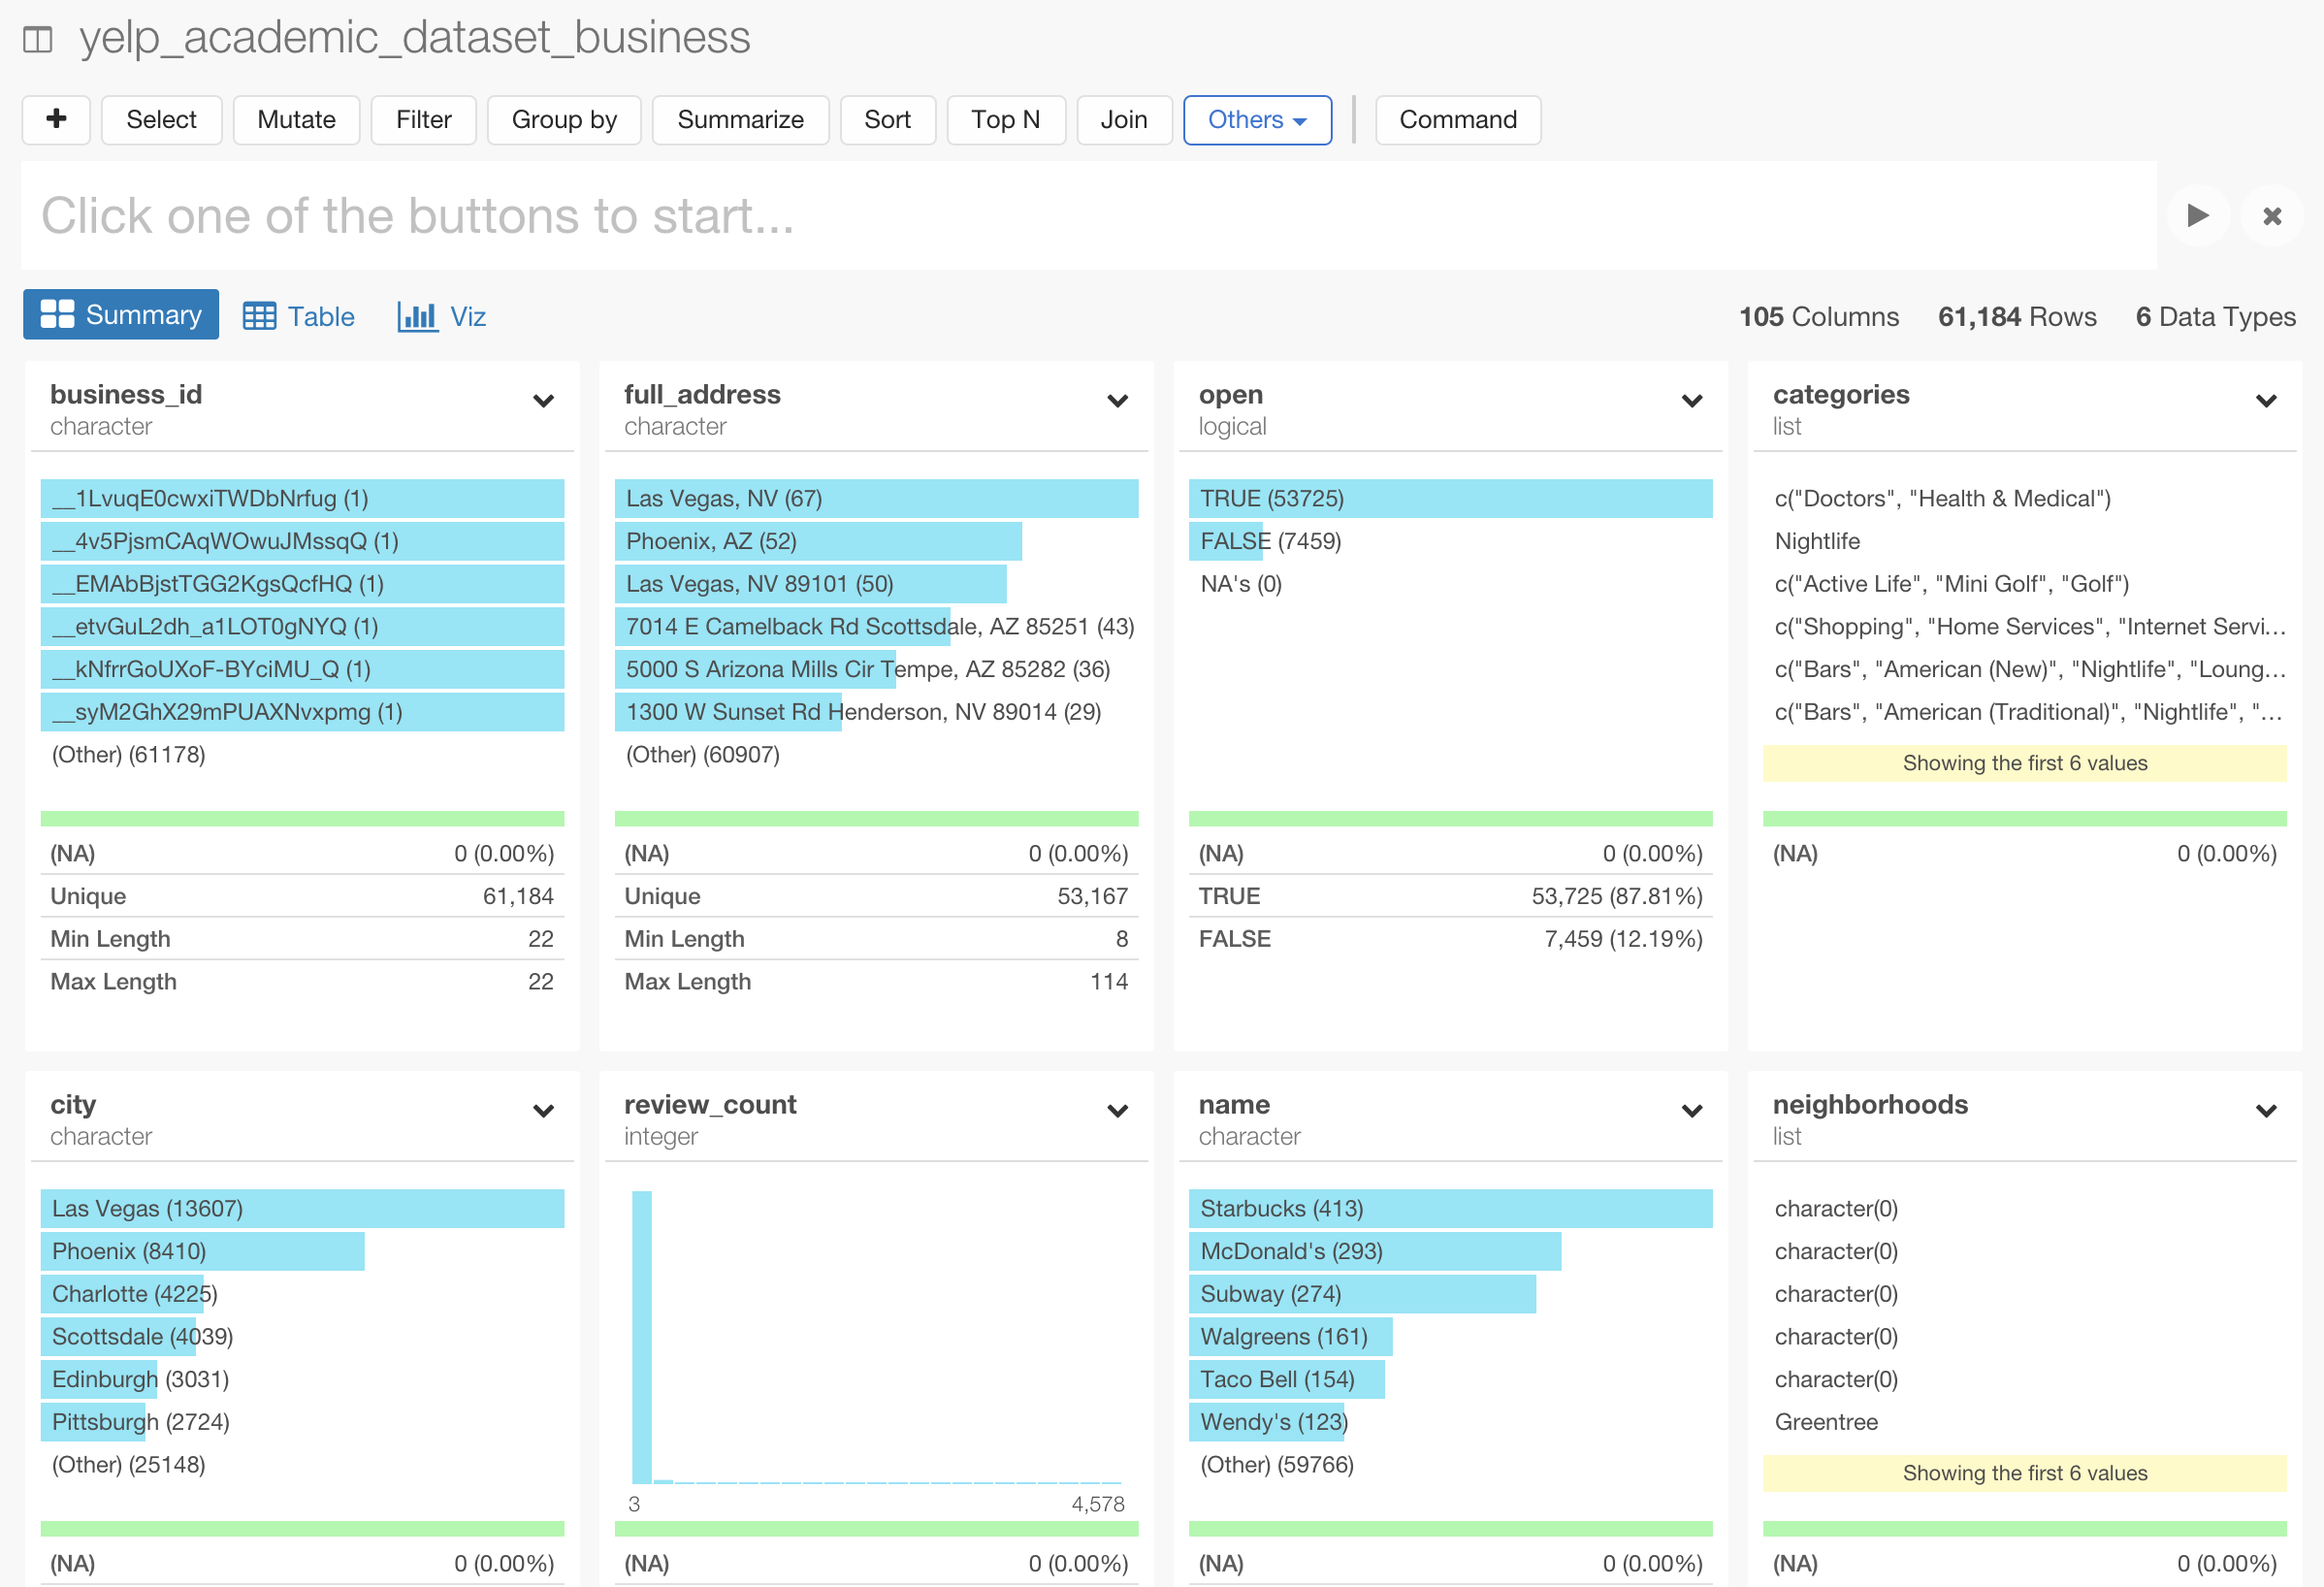 yelp_academic_dataset_business
Select Mutate Filter Group by Summarize Sort Top N Join Others Command
Click one of the buttons to start...
Summary Table Viz 105 Columns 61,184 Rows 6 Data Types
business_id
character
__1LvuqE0cwxiTWDbNrfug (1)
__4v5PjsmCAqWOwuJMssqQ (1)
__EMAbBjstTGG2KgsQcfHQ (1)
__etvGuL2dh_a1LOT0gNYQ (1)
__kNfrrGoUXoF-BYciMU_Q (1)
__syM2GhX29mPUAXNvxpmg (1)
(Other) (61178)
(NA) 0 (0.00%)
Unique 61,184
Min Length 22
Max Length 22
full_address
character
Las Vegas, NV (67)
Phoenix, AZ (52)
Las Vegas, NV 89101 (50)
7014 E Camelback Rd Scottsdale, AZ 85251 (43)
5000 S Arizona Mills Cir Tempe, AZ 85282 (36)
1300 W Sunset Rd Henderson, NV 89014 (29)
(Other) (60907)
(NA) 0 (0.00%)
Unique 53,167
Min Length 8
Max Length 114
open
logical
TRUE (53725)
FALSE (7459)
NA's (0)
(NA) 0 (0.00%)
TRUE 53,725 (87.81%)
FALSE 7,459 (12.19%)
categories
list
c("Doctors", "Health & Medical")
Nightlife
c("Active Life", "Mini Golf", "Golf")
c("Shopping", "Home Services", "Internet Servi...
c("Bars", "American (New)", "Nightlife", "Loung...
c("Bars", "American (Traditional)", "Nightlife", "...
Showing the first 6 values
(NA) 0 (0.00%)
city
character
Las Vegas (13607)
Phoenix (8410)
Charlotte (4225)
Scottsdale (4039)
Edinburgh (3031)
Pittsburgh (2724)
(Other) (25148)
(NA) 0 (0.00%)
review_count
integer
3 4,578
(NA) 0 (0.00%)
name
character
Starbucks (413)
McDonald's (293)
Subway (274)
Walgreens (161)
Taco Bell (154)
Wendy's (123)
(Other) (59766)
(NA) 0 (0.00%)
neighborhoods
list
character(0)
character(0)
character(0)
character(0)
character(0)
Greentree
Showing the first 6 values
(NA) 0 (0.00%)